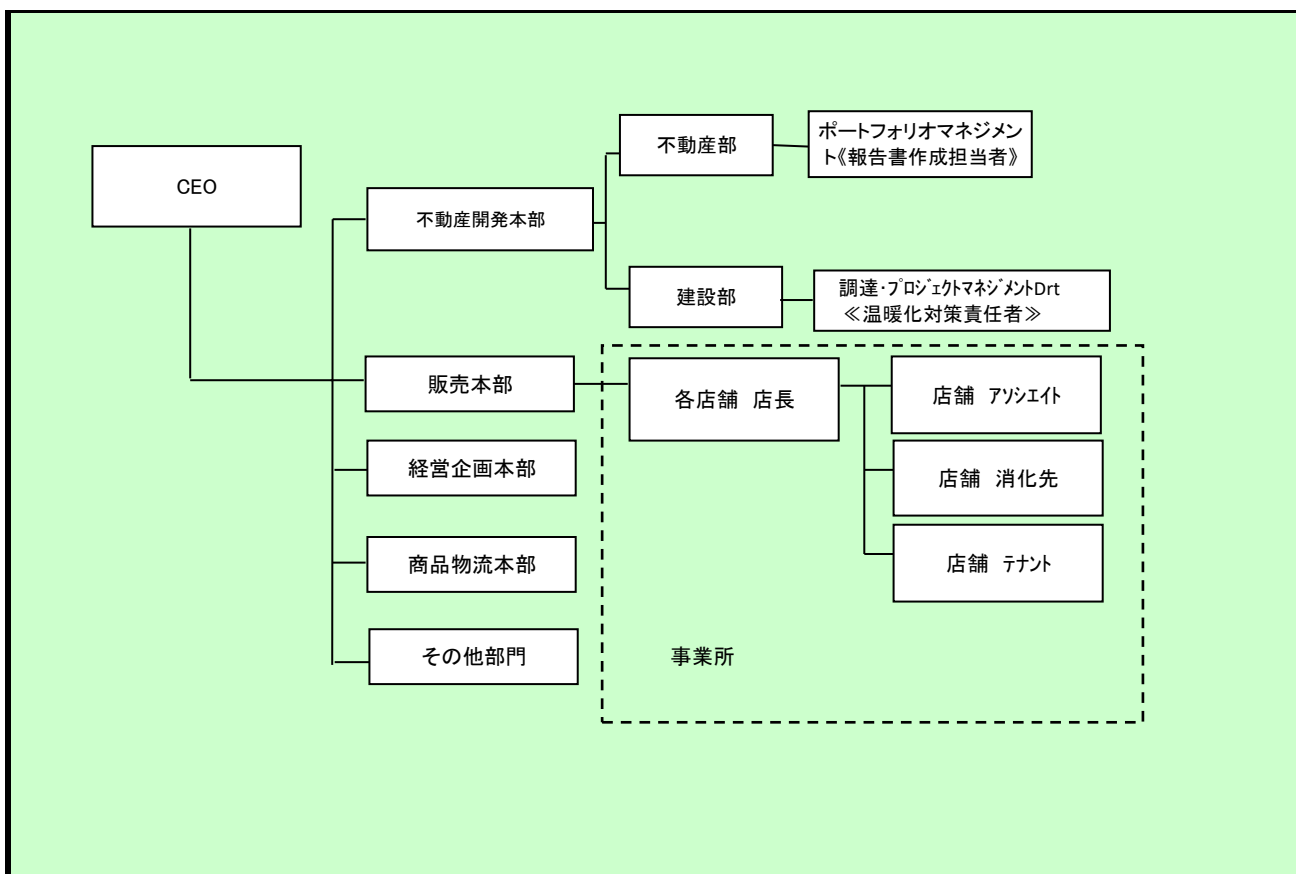 CEO
不動産開発本部
不動産部
ポートフォリオマネジメン
ト《報告書作成担当者》
建設部
調達・ﾌﾟﾛｼﾞｪｸﾄﾏﾈｼﾞﾒﾝﾄDrt
≪温暖化対策責任者≫
販売本部
各店舗 店長
店舗 ｱｿｼｴｲﾄ
店舗 消化先
店舗 ﾃﾅﾝﾄ
経営企画本部
商品物流本部
その他部門
事業所